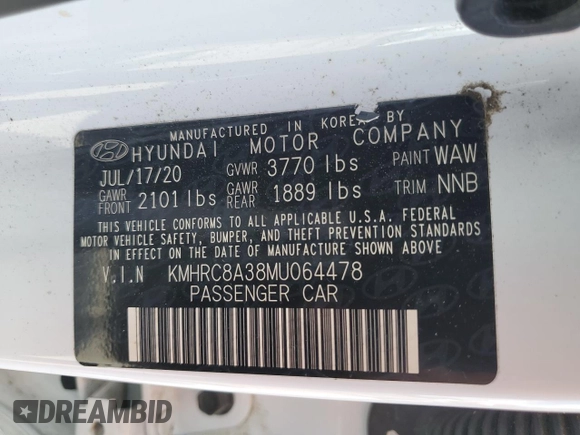 MANUFACTURED IN KOREA BY
HYUNDAI MOTOR COMPANY
JUL/17/20 GVWR 3770 lbs PAINT WAW
GAWR FRONT 2101 lbs GAWR REAR 1889 lbs TRIM NNB
THIS VEHICLE CONFORMS TO ALL APPLICABLE U.S.A. FEDERAL
MOTOR VEHICLE SAFETY, BUMPER, AND THEFT PREVENTION STANDARDS
IN EFFECT ON THE DATE OF MANUFACTURE SHOWN ABOVE.
V.I.N KMHRC8A38MU064478
PASSENGER CAR
DREAMBID